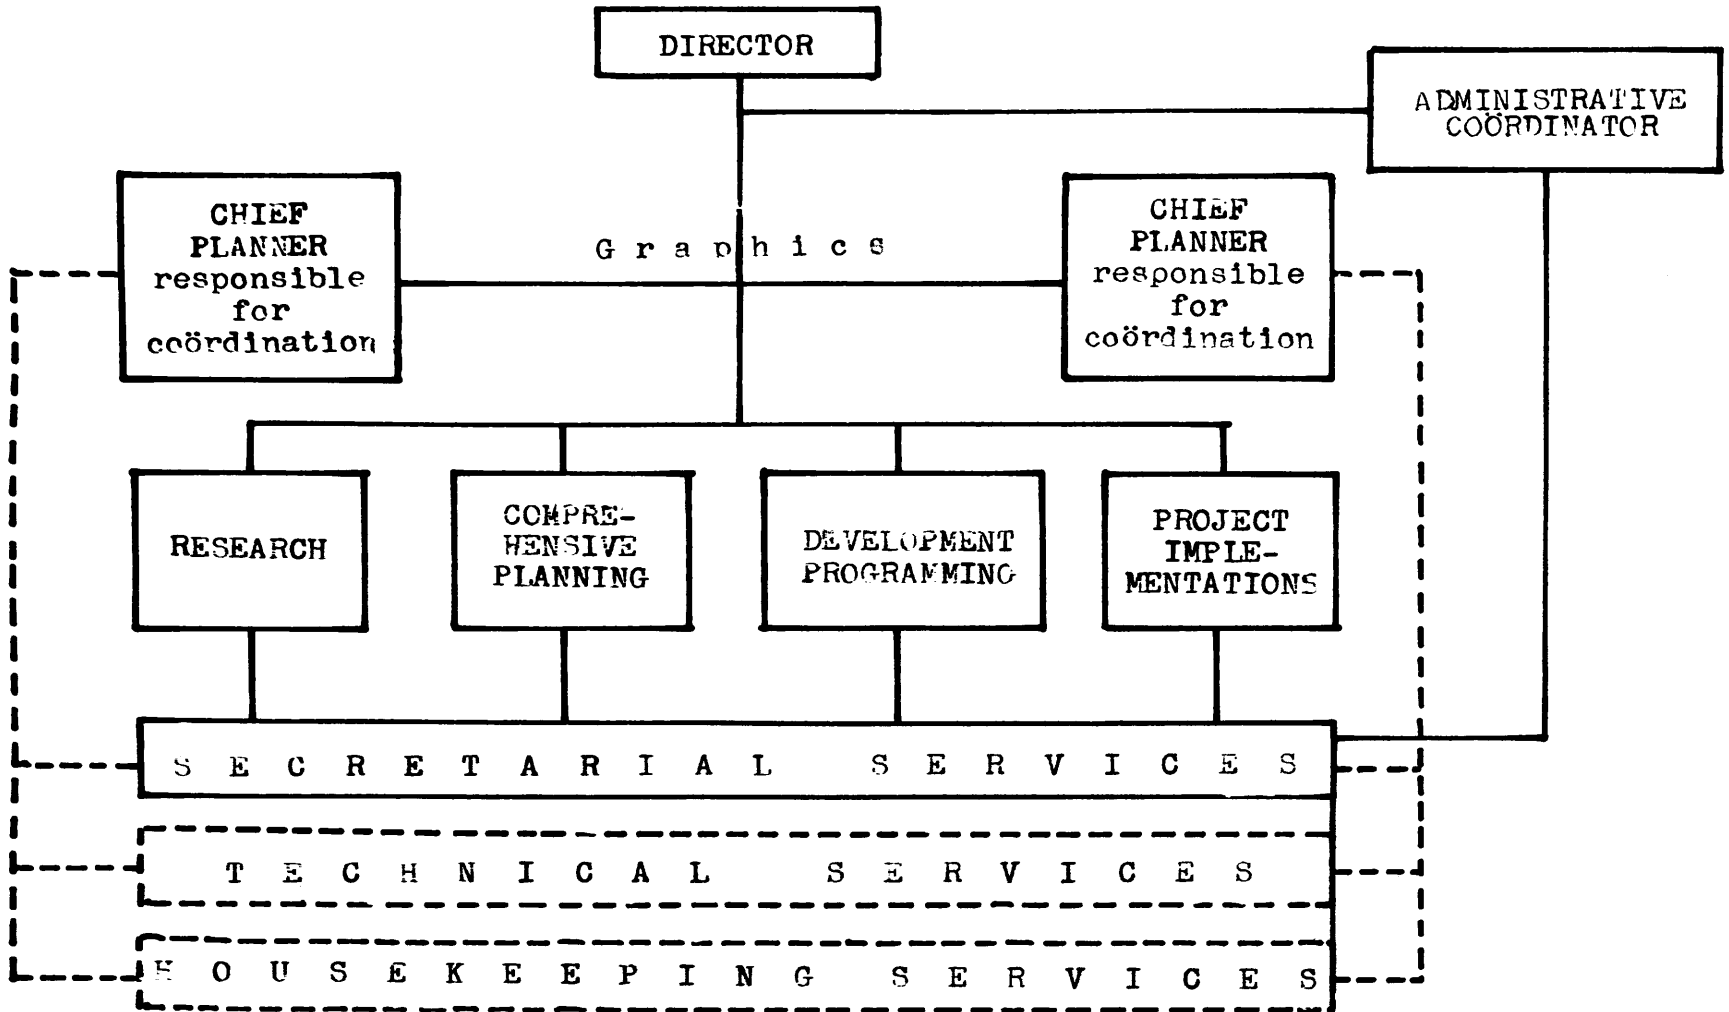 DIRECTOR
ADMINISTRATIVE
COÖRDINATOR
CHIEF
PLANNER
responsible
for
coördination
Graphics
CHIEF
PLANNER
responsible
for
coördination
RESEARCH
COMPRE-
HENSIVE
PLANNING
DEVELOPMENT
PROGRAMMING
PROJECT
IMPLE-
MENTATIONS
SECRETARIAL SERVICES
TECHNICAL SERVICES
HOUSEKEEPING SERVICES